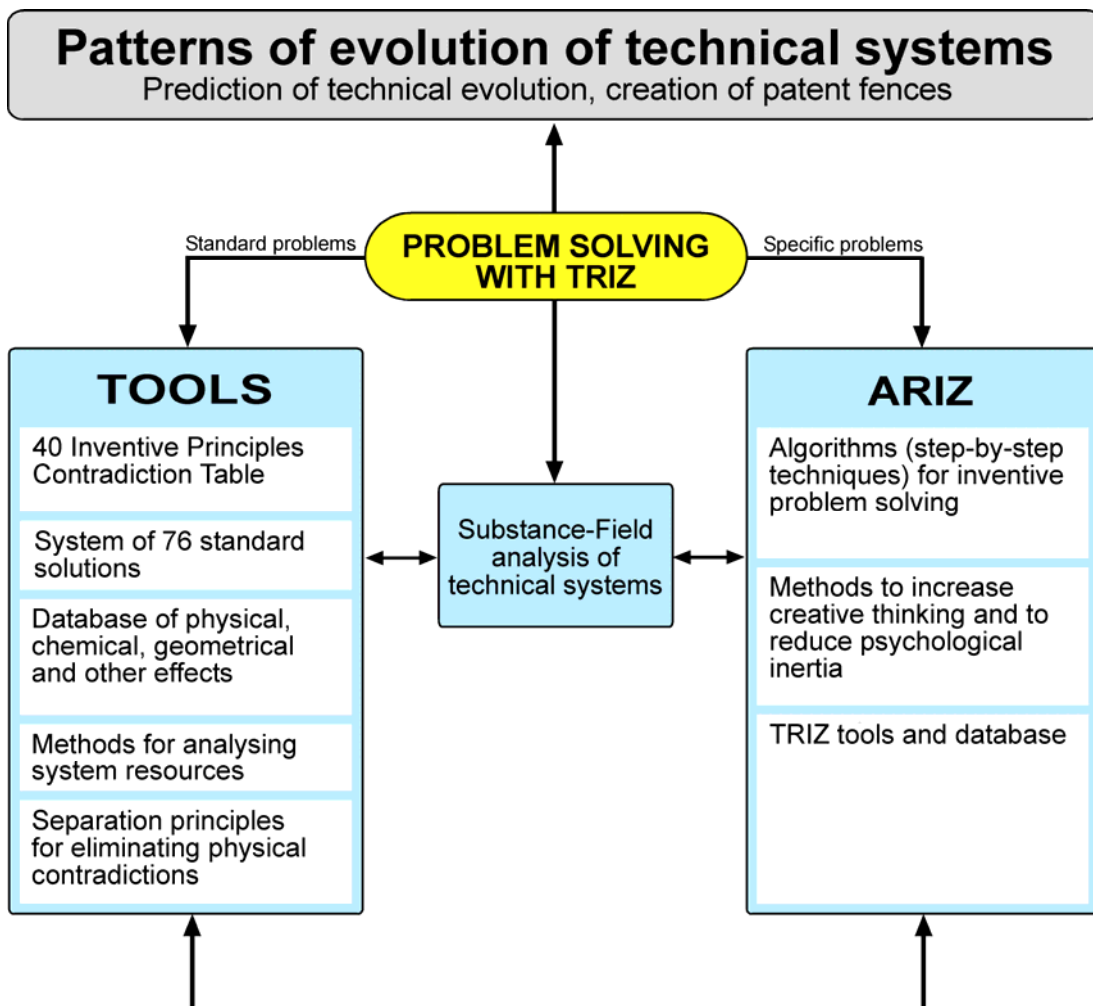 Patterns of evolution of technical systems
Prediction of technical evolution, creation of patent fences
Standard problems
PROBLEM SOLVING
WITH TRIZ
Specific problems
TOOLS
40 Inventive Principles
Contradiction Table
System of 76 standard
solutions
Database of physical,
chemical, geometrical
and other effects
Methods for analysing
system resources
Separation principles
for eliminating physical
contradictions
Substance-Field
analysis of
technical systems
ARIZ
Algorithms (step-by-step
techniques) for inventive
problem solving
Methods to increase
creative thinking and to
reduce psychological
inertia
TRIZ tools and database